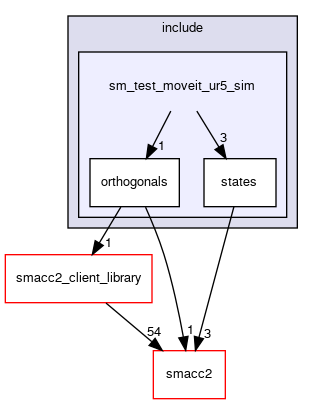 include
sm_test_moveit_ur5_sim
1
3
orthogonals
states
1
smacc2_client_library
54
1
3
smacc2